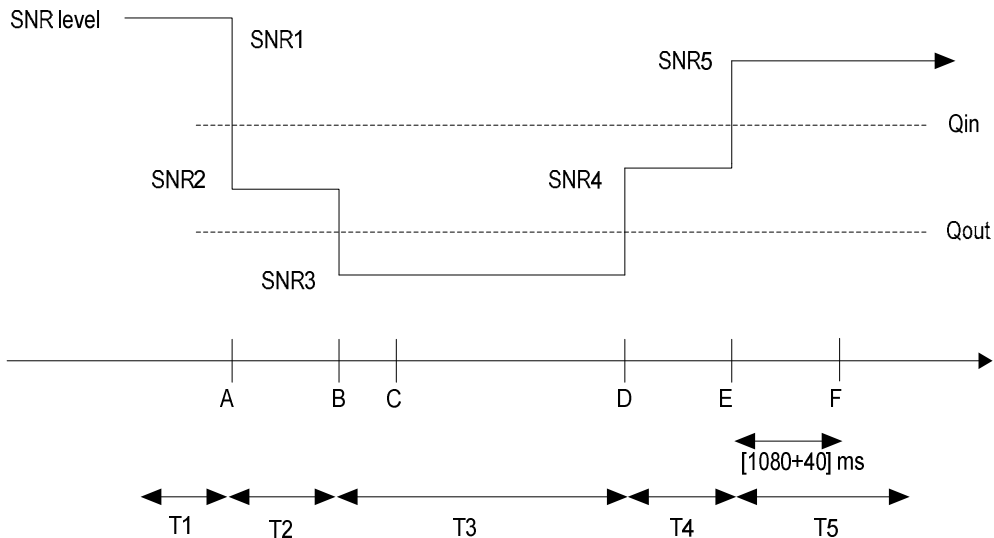 SNR level
SNR1
SNR5
Qin
SNR2
SNR4
Qout
SNR3
A
B
C
D
E
F
[1080+40] ms
T1
T2
T3
T4
T5